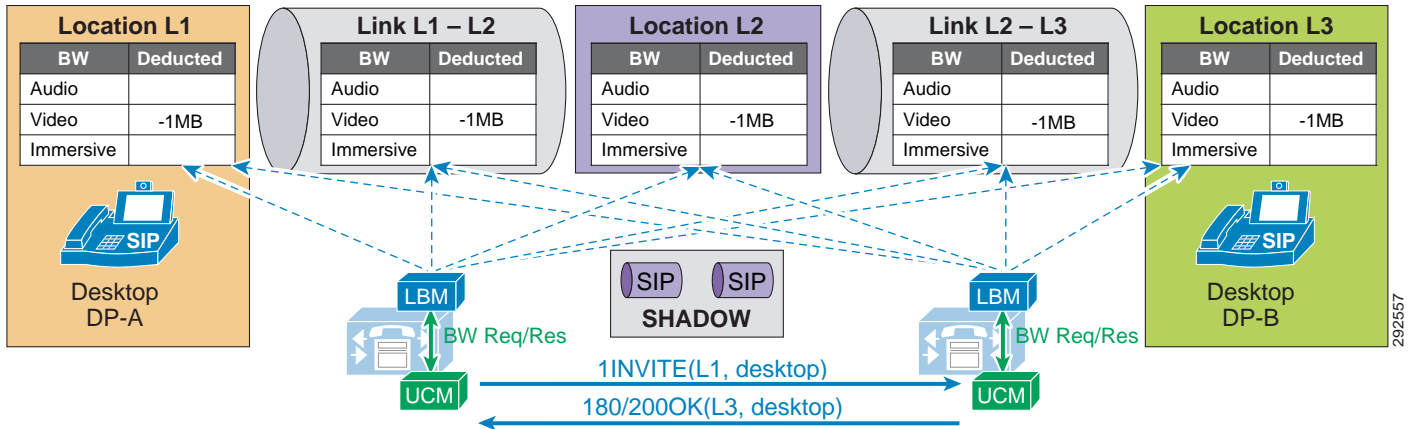 Location L1
BW Deducted
Audio
Video -1MB
Immersive
SIP
Desktop
DP-A
Link L1 – L2
BW Deducted
Audio
Video -1MB
Immersive
Location L2
BW Deducted
Audio
Video -1MB
Immersive
Link L2 – L3
BW Deducted
Audio
Video -1MB
Immersive
Location L3
BW Deducted
Audio
Video -1MB
Immersive
SIP
Desktop
DP-B
LBM
BW Req/Res
UCM
SIP SIP
SHADOW
LBM
BW Req/Res
UCM
1INVITE(L1, desktop)
180/200OK(L3, desktop)
292557